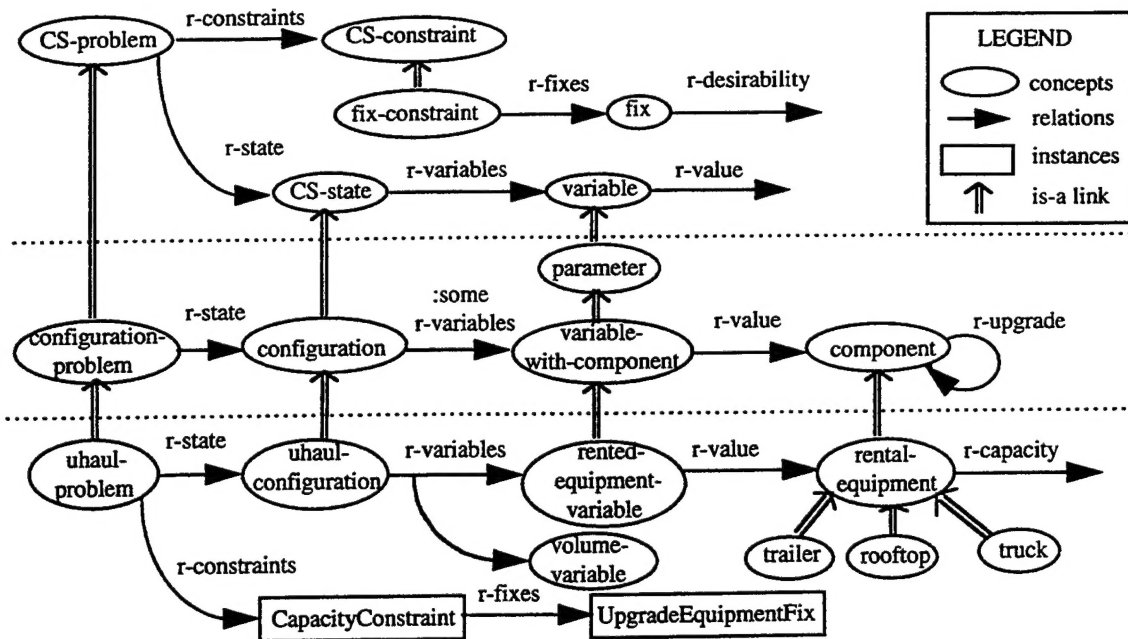 r-constraints
CS-problem
CS-constraint
LEGEND
r-fixes
r-desirability
concepts
fix-constraint
fix
relations
r-state
instances
r-variables
r-value
CS-state
variable
is-a link
parameter
:some
r-state
r-variables
r-value
r-upgrade
configuration-
problem
configuration
variable-
with-component
component
r-state
r-variables
r-value
r-capacity
uhaul-
problem
uhaul-
configuration
rented-
equipment-
variable
rental-
equipment
trailer
rooftop
truck
volume-
variable
r-constraints
r-fixes
CapacityConstraint
UpgradeEquipmentFix